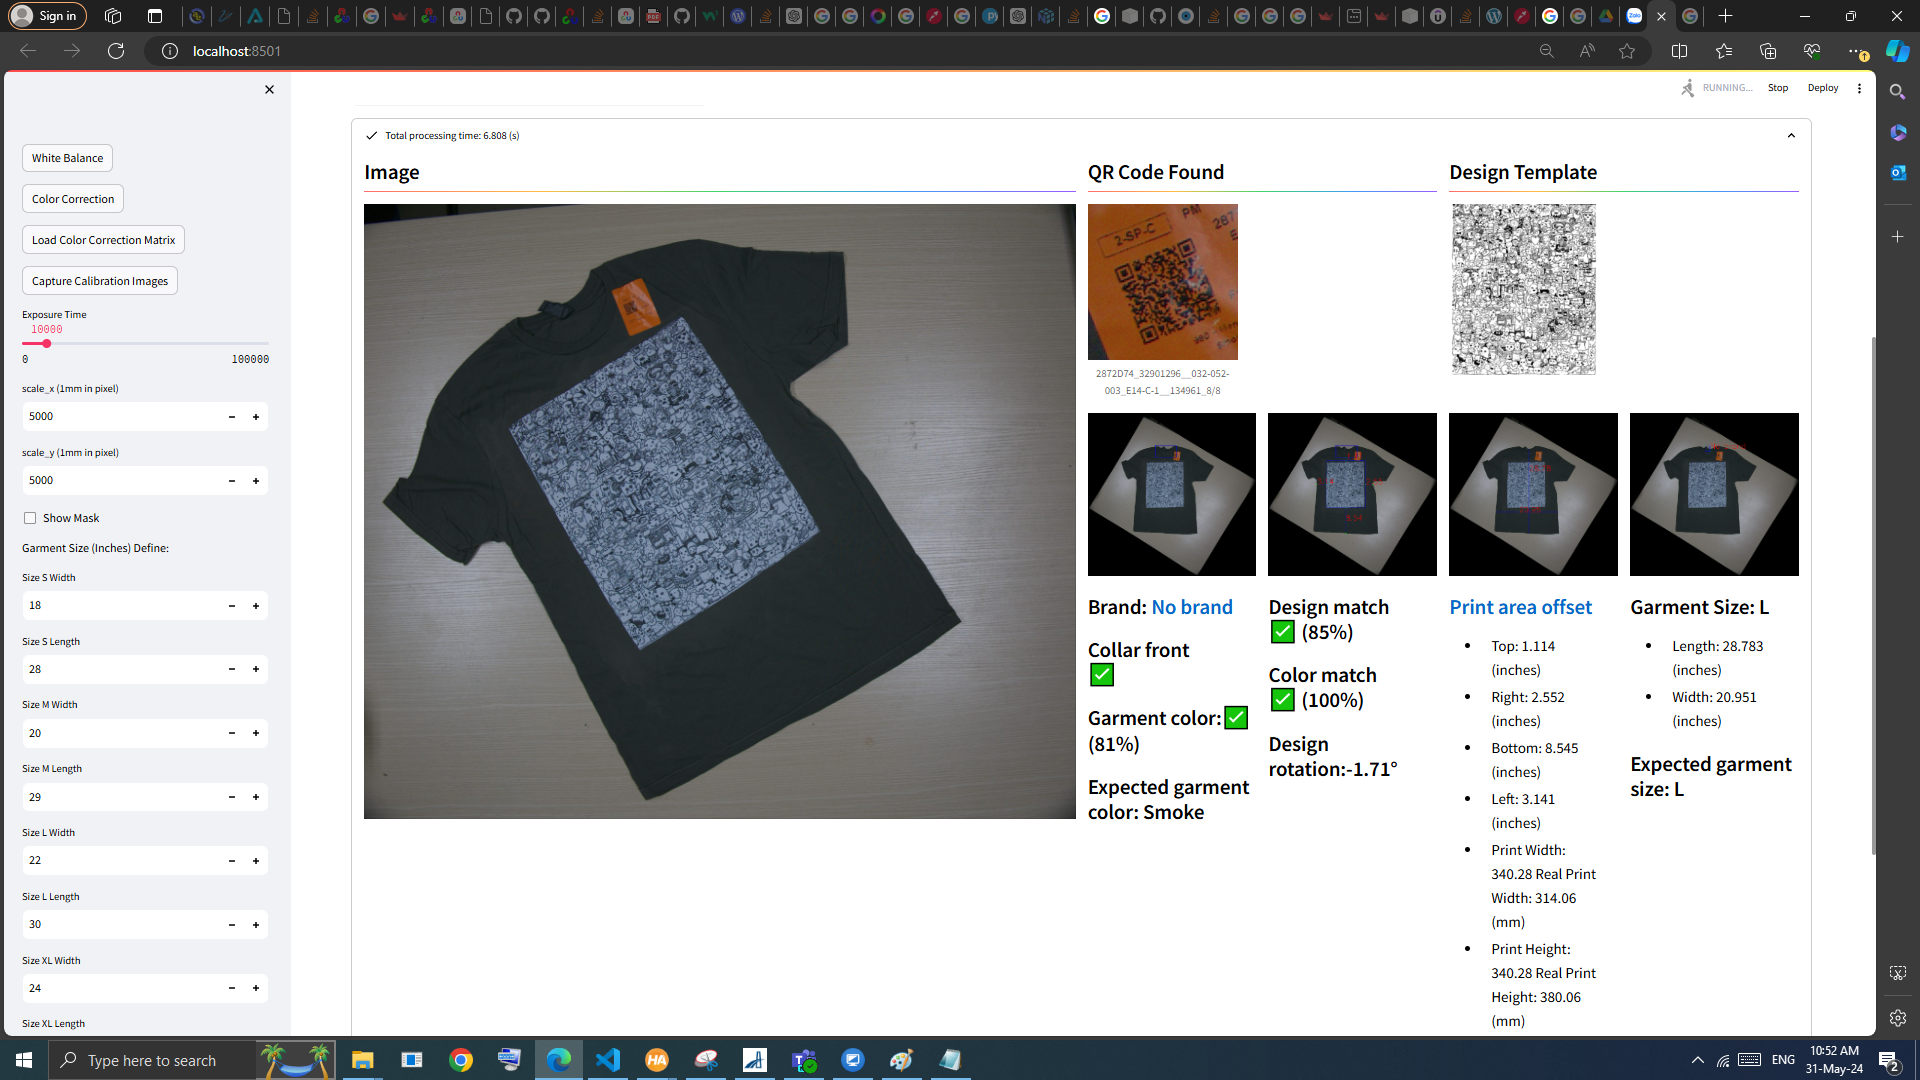 Sign in
localhost:8501
RUNNING...
Stop
Deploy
White Balance
Color Correction
Load Color Correction Matrix
Capture Calibration Images
Exposure Time
10000
0
100000
scale_x (1mm in pixel)
5000
scale_y (1mm in pixel)
5000
Show Mask
Garment Size (Inches) Define:
Size S Width
18
Size S Length
28
Size M Width
20
Size M Length
29
Size L Width
22
Size L Length
30
Size XL Width
24
Size XL Length
Total processing time: 6.808 (s)
Image
QR Code Found
2-SP-C
PM
287
2872D74_32901296__032-052-
003_E14-C-1__134961_8/8
Design Template
Brand: No brand
Collar front
Garment color:
(81%)
Expected garment
color: Smoke
Design match
(85%)
Color match
(100%)
Design
rotation:-1.71°
Print area offset
Top: 1.114
(inches)
Right: 2.552
(inches)
Bottom: 8.545
(inches)
Left: 3.141
(inches)
Print Width:
340.28 Real Print
Width: 314.06
(mm)
Print Height:
340.28 Real Print
Height: 380.06
(mm)
Garment Size: L
Length: 28.783
(inches)
Width: 20.951
(inches)
Expected garment
size: L
Type here to search
ENG
10:52 AM
31-May-24
2